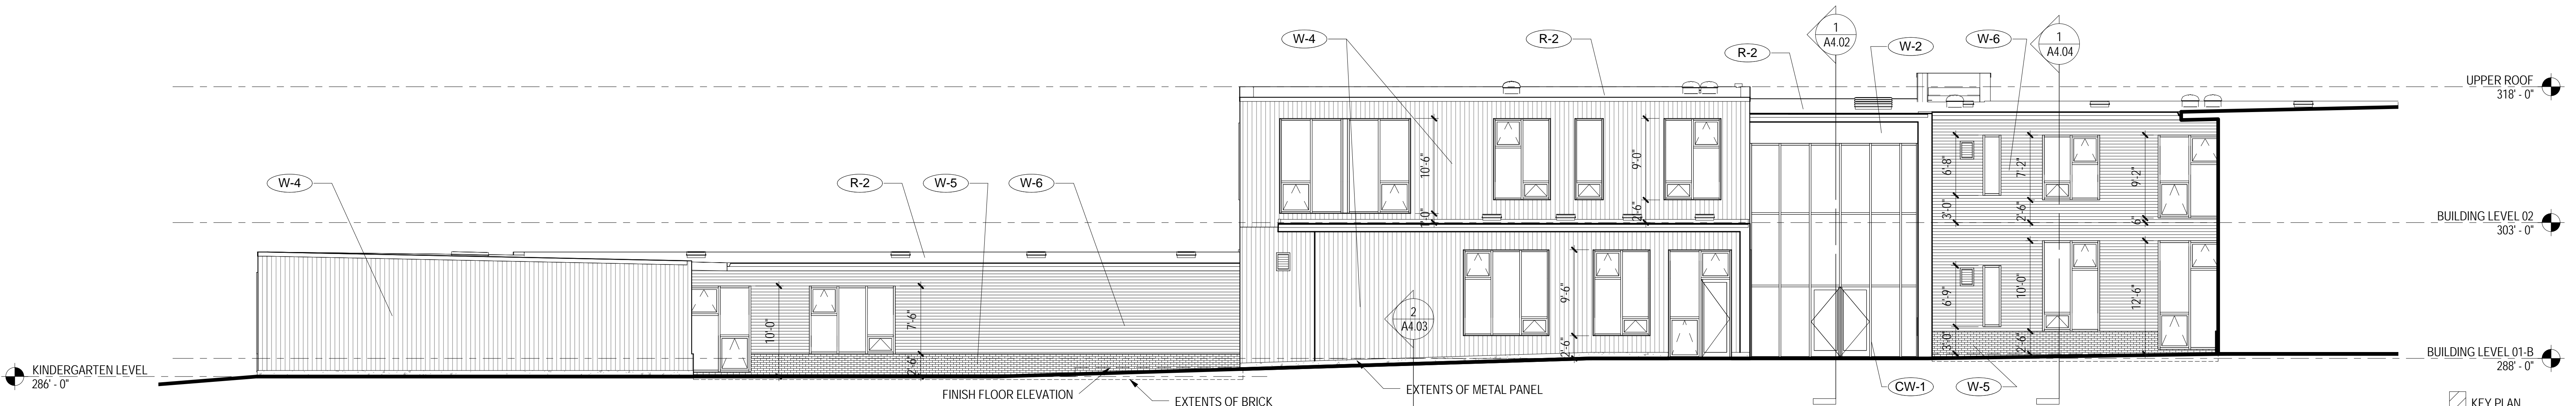 1
A4.02
W-4
R-2
R-2
W-2
W-6
1
A4.04
UPPER ROOF
318' - 0"
W-4
R-2
W-5
W-6
10'-6"
1'-0"
9'-0"
2'-6"
6'-8"
3'-0"
7'-2"
2'-6"
9'-2"
6"
BUILDING LEVEL 02
303' - 0"
10'-0"
7'-6"
2'-6"
2
A4.03
9'-6"
2'-6"
6'-9"
3'-0"
10'-0"
2'-6"
12'-6"
BUILDING LEVEL 01-B
288' - 0"
KINDERGARTEN LEVEL
286' - 0"
FINISH FLOOR ELEVATION
EXTENTS OF BRICK
EXTENTS OF METAL PANEL
CW-1
W-5
KEY PLAN